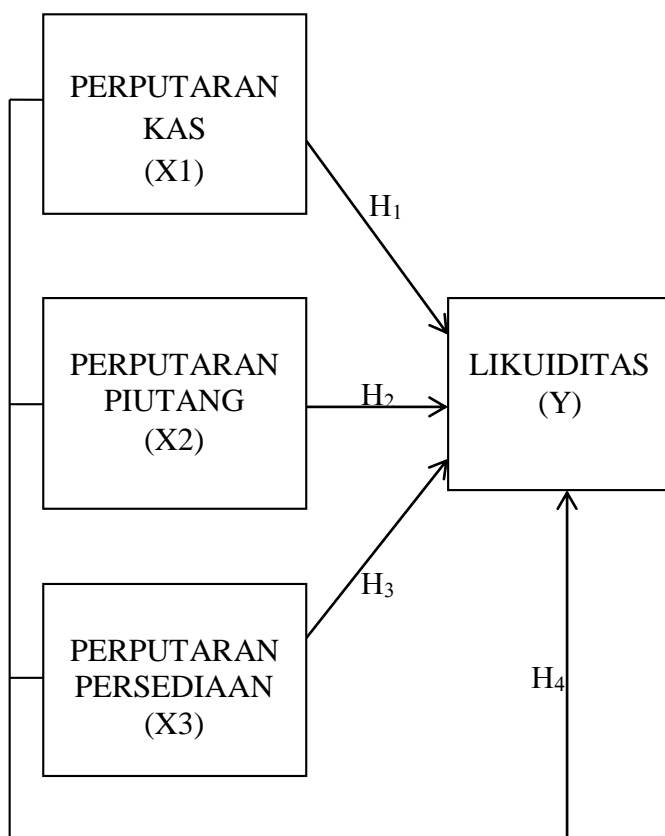 PERPUTARAN
KAS
(X1)
H₁
PERPUTARAN
PIUTANG
(X2)
H₂
LIKUIDITAS
(Y)
PERPUTARAN
PERSEDIAAN
(X3)
H₃
H₄